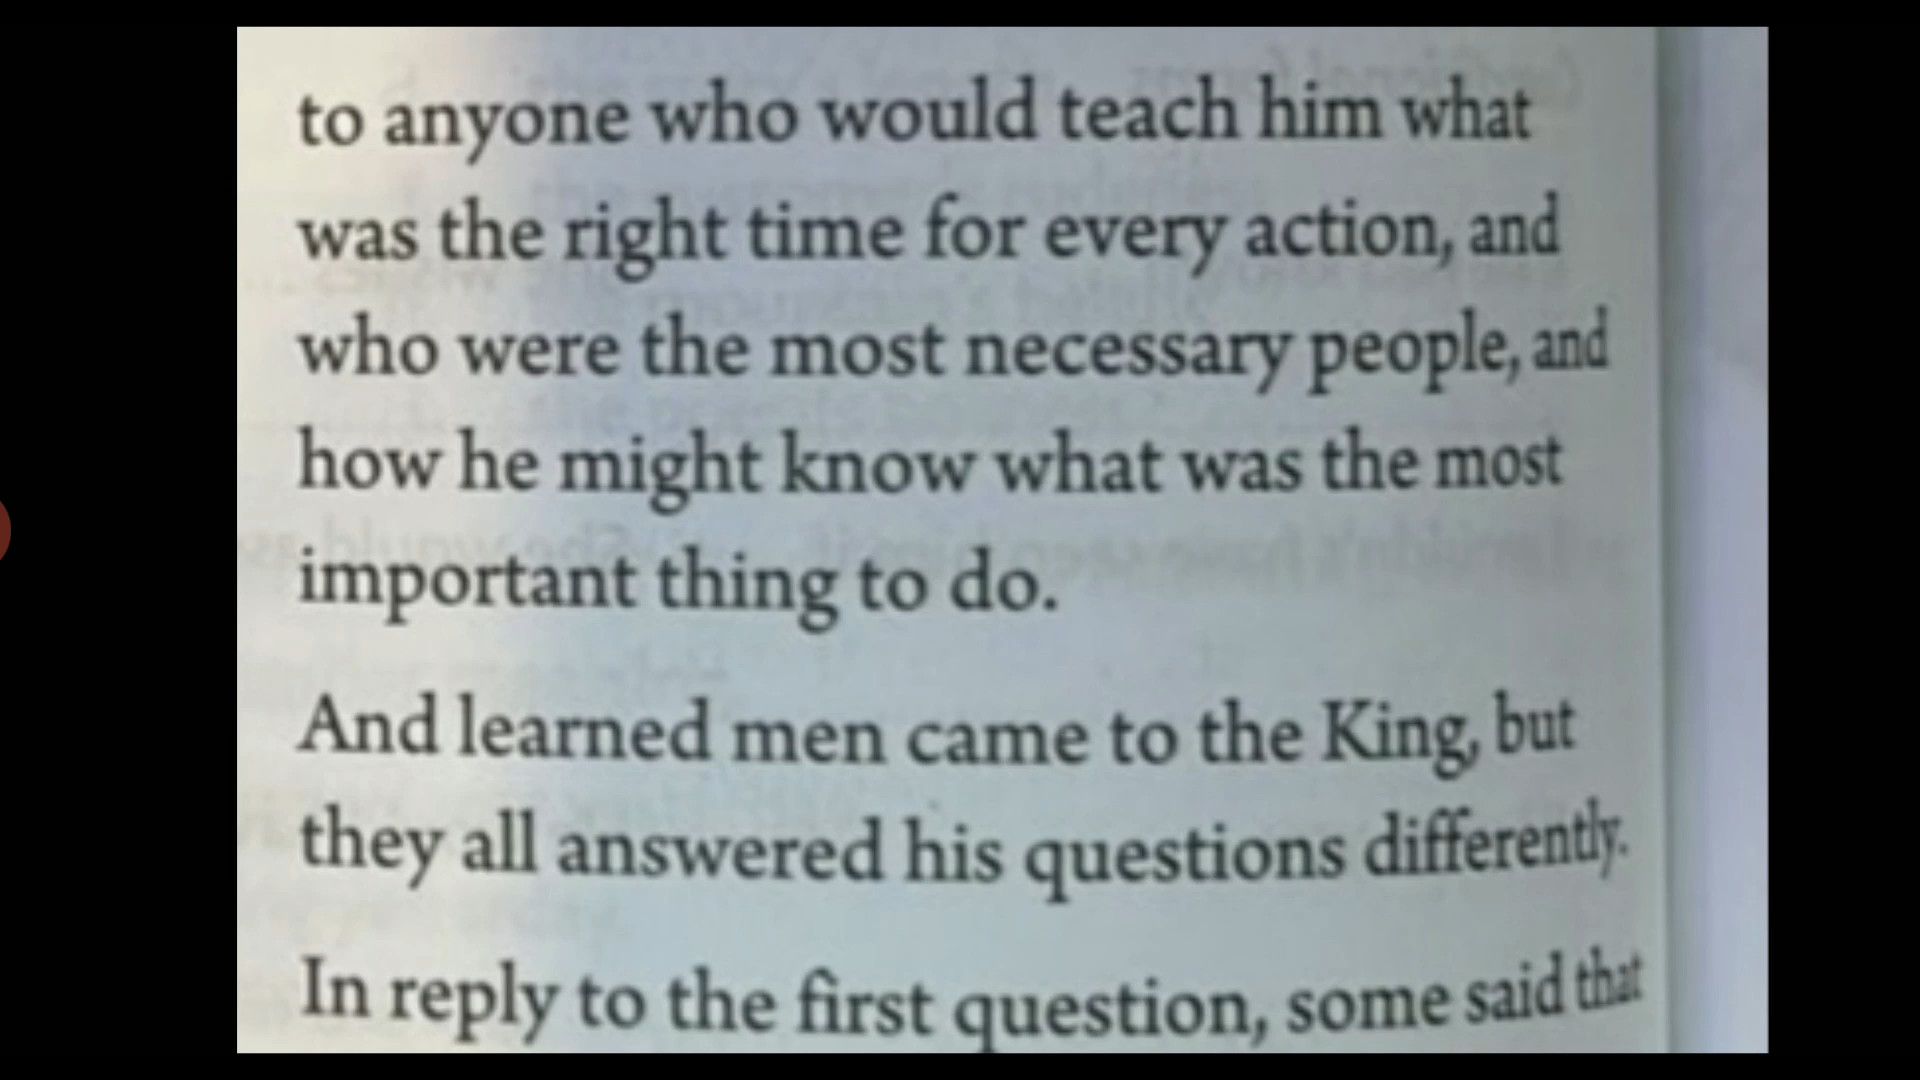 to anyone who would teach him what
was the right time for every action, and
who were the most necessary people, and
how he might know what was the most
important thing to do.
And learned men came to the King, but
they all answered his questions differently.
In reply to the first question, some said that